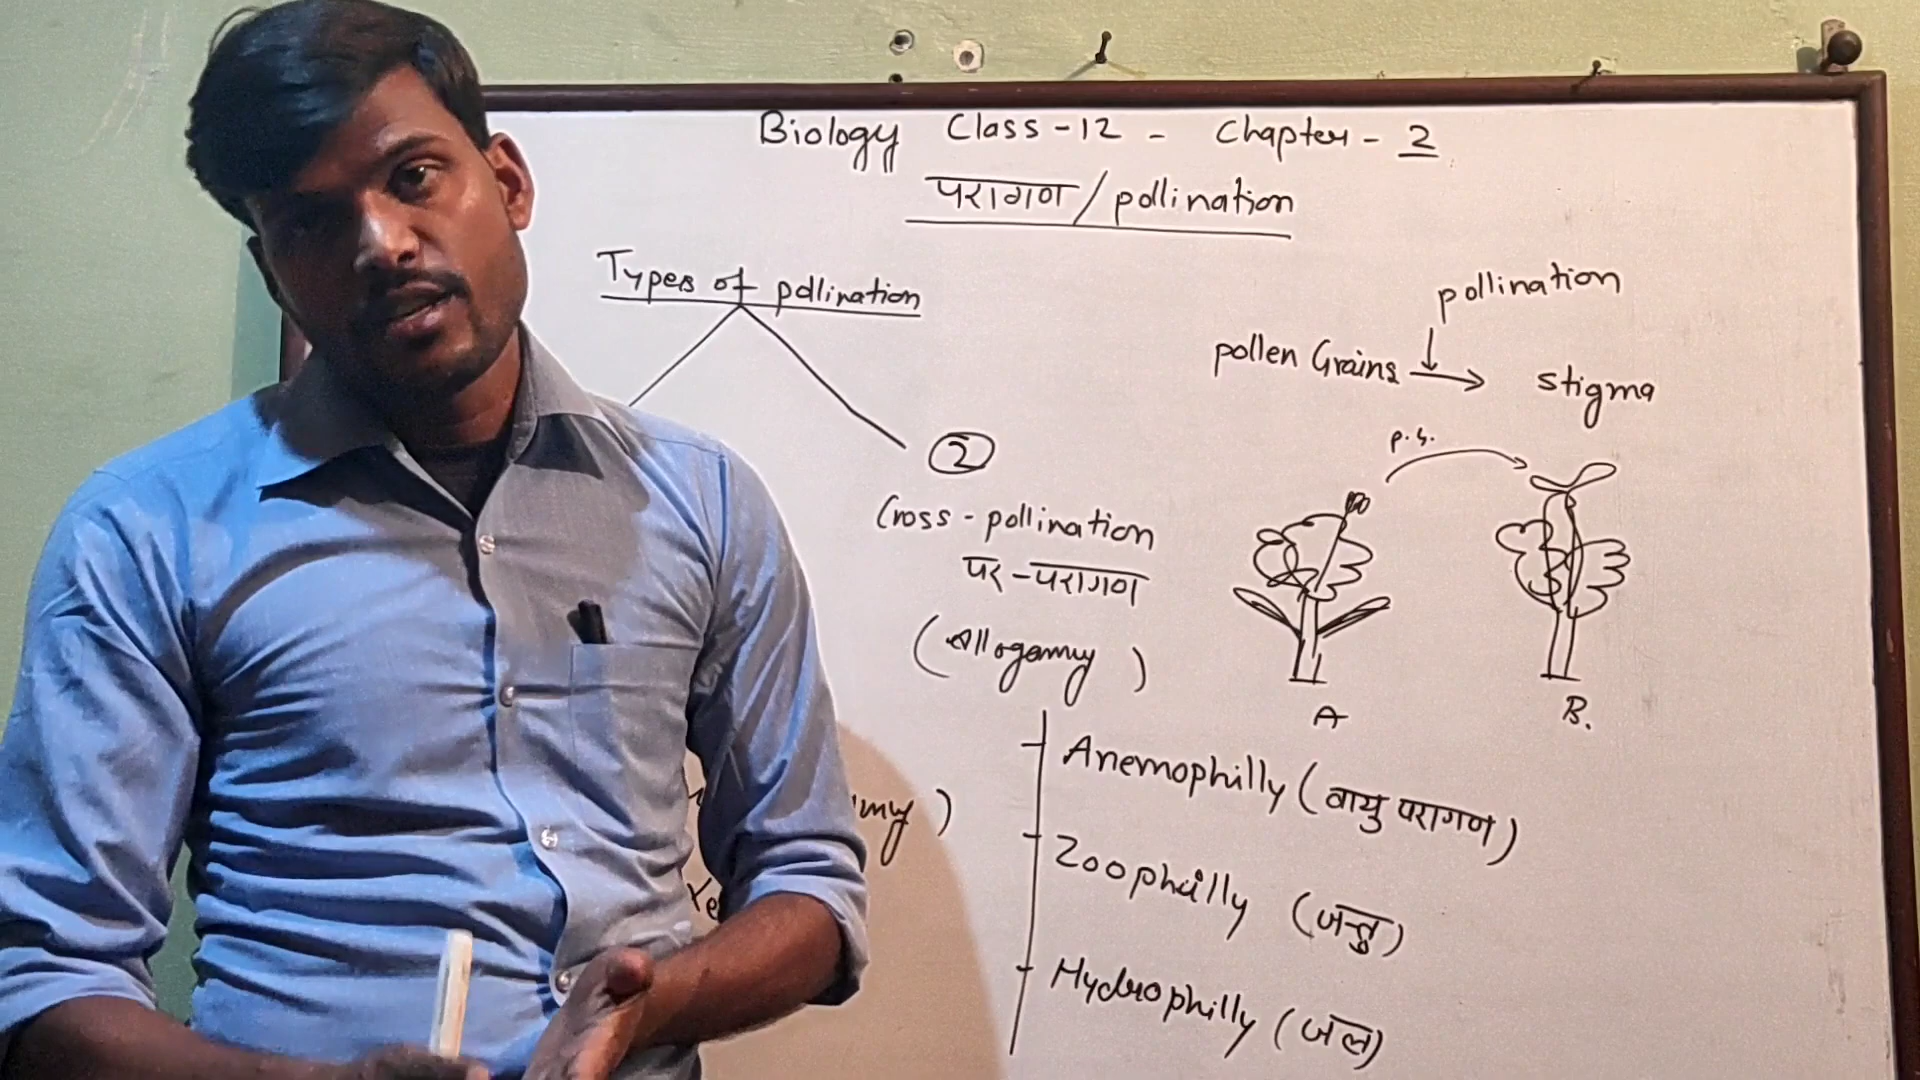 Biology Class-12 - Chapter-2
परागण/pollination
Types of pollination
pollination
pollen Grains → stigma
2
p.g.
Cross-pollination
पर-परागण
(Allogamy)
A
B.
Anemophilly (वायु परागण)
Zoophilly (जन्तु)
Hydrophilly (जल)